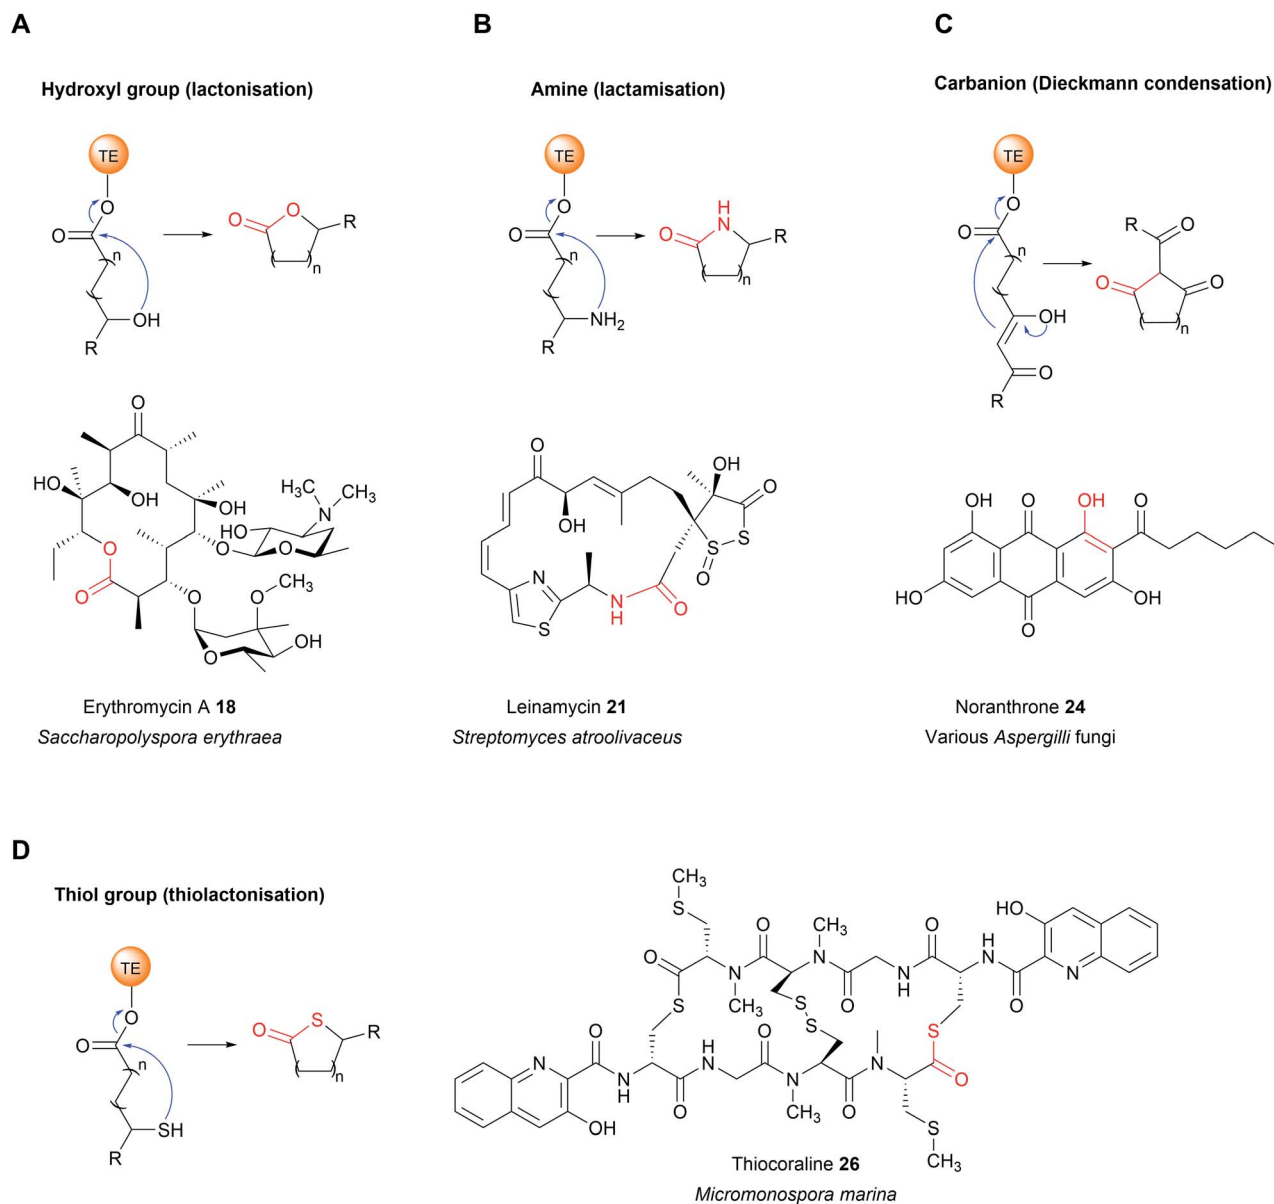 A
B
C
Hydroxyl group (lactonisation)
Amine (lactamisation)
Carbanion (Dieckmann condensation)
TE
O
O
n
OH
R
O
O
R
n
TE
O
O
n
NH2
R
H
N
O
R
n
TE
O
O
n
OH
O
R
R
O
O
O
n
O
HO
OH
OH
O
O
O
O
HO
N
H3C
CH3
O
O
OCH3
O
OH
Erythromycin A 18
Saccharopolyspora erythraea
O
OH
OH
O
S
S
O
N
S
N
H
O
Leinamycin 21
Streptomyces atroolivaceus
OH
O
OH
O
HO
O
OH
Noranthrone 24
Various Aspergilli fungi
D
Thiol group (thiolactonisation)
TE
O
O
n
SH
R
O
S
R
n
CH3
S
O
O
CH3
O
H
N
HO
N
N
N
H
O
O
N
S
CH3
S
S
S
O
O
N
O
N
H
H
N
O
O
N
CH3
O
N
O
OH
S
CH3
Thiocoraline 26
Micromonospora marina